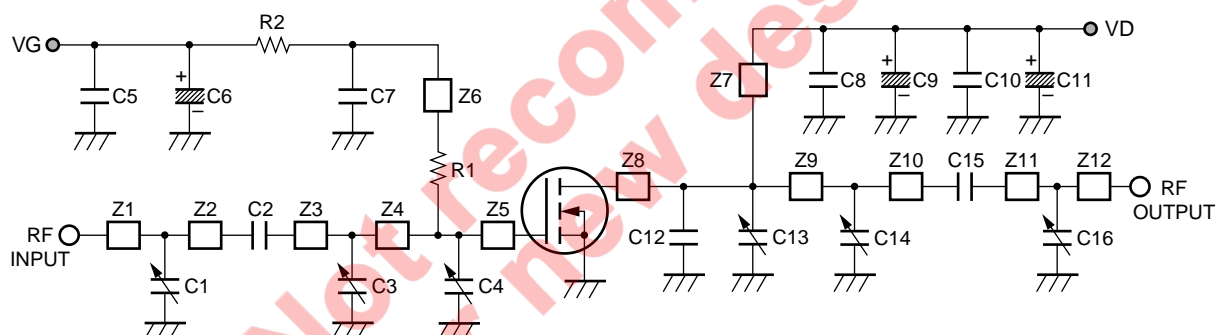 Not recom
r new des
R2
VG
C5
+
C6
–
C7
Z6
R1
Z7
VD
C8
+
C9
–
C10
+
C11
–
RF
INPUT
Z1
Z2
C2
Z3
Z4
Z5
C1
C3
C4
Z8
Z9
Z10
C15
Z11
Z12
RF
OUTPUT
C12
C13
C14
C16